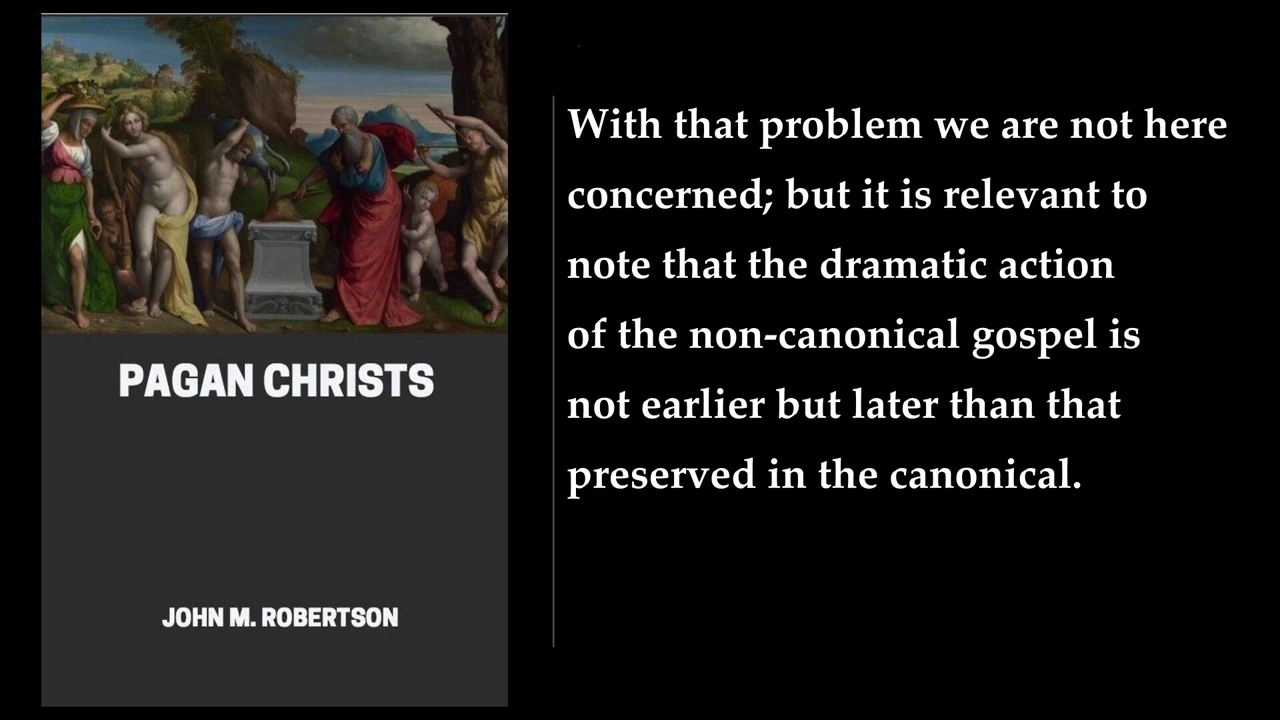 PAGAN CHRISTS
JOHN M. ROBERTSON
With that problem we are not here
concerned; but it is relevant to
note that the dramatic action
of the non-canonical gospel is
not earlier but later than that
preserved in the canonical.